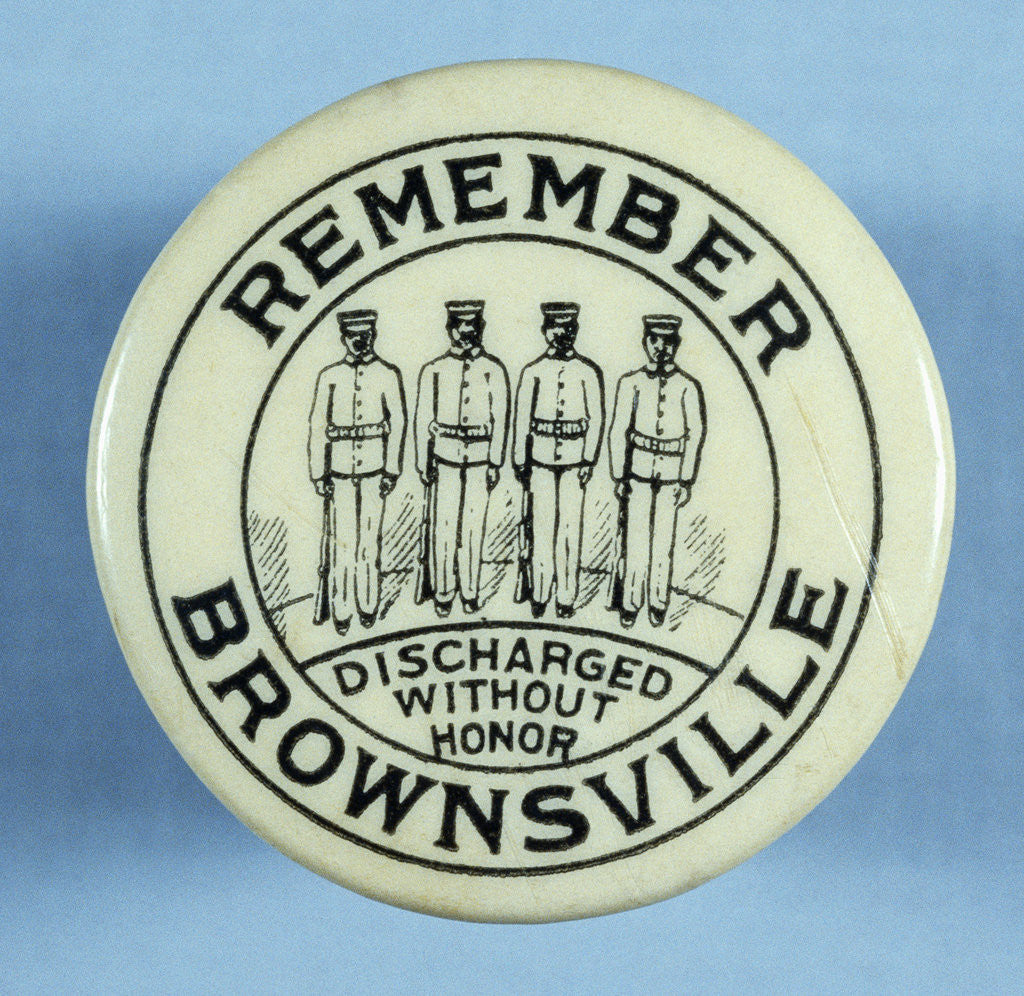 REMEMBER
DISCHARGED
WITHOUT
HONOR
BROWNSVILLE